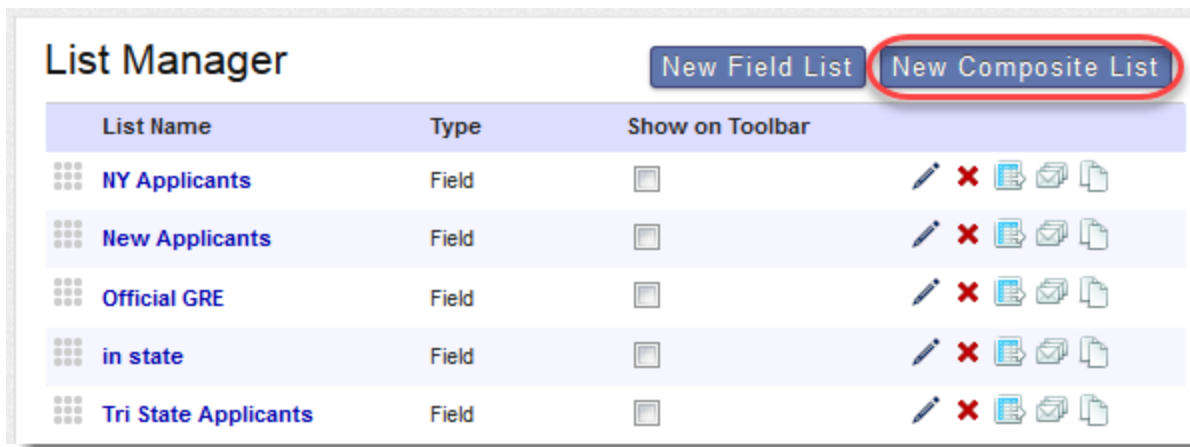 List Manager
New Field List New Composite List
List Name Type Show on Toolbar
NY Applicants Field
New Applicants Field
Official GRE Field
in state Field
Tri State Applicants Field